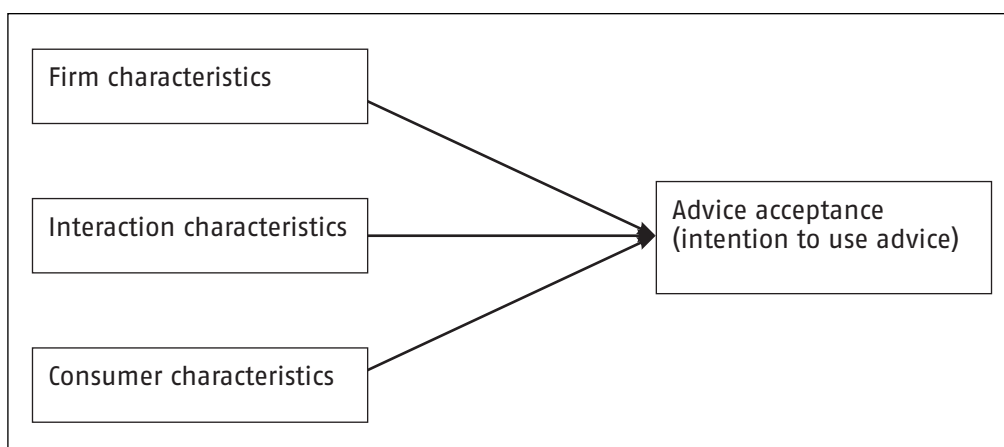 Firm characteristics
Interaction characteristics
Advice acceptance
(intention to use advice)
Consumer characteristics